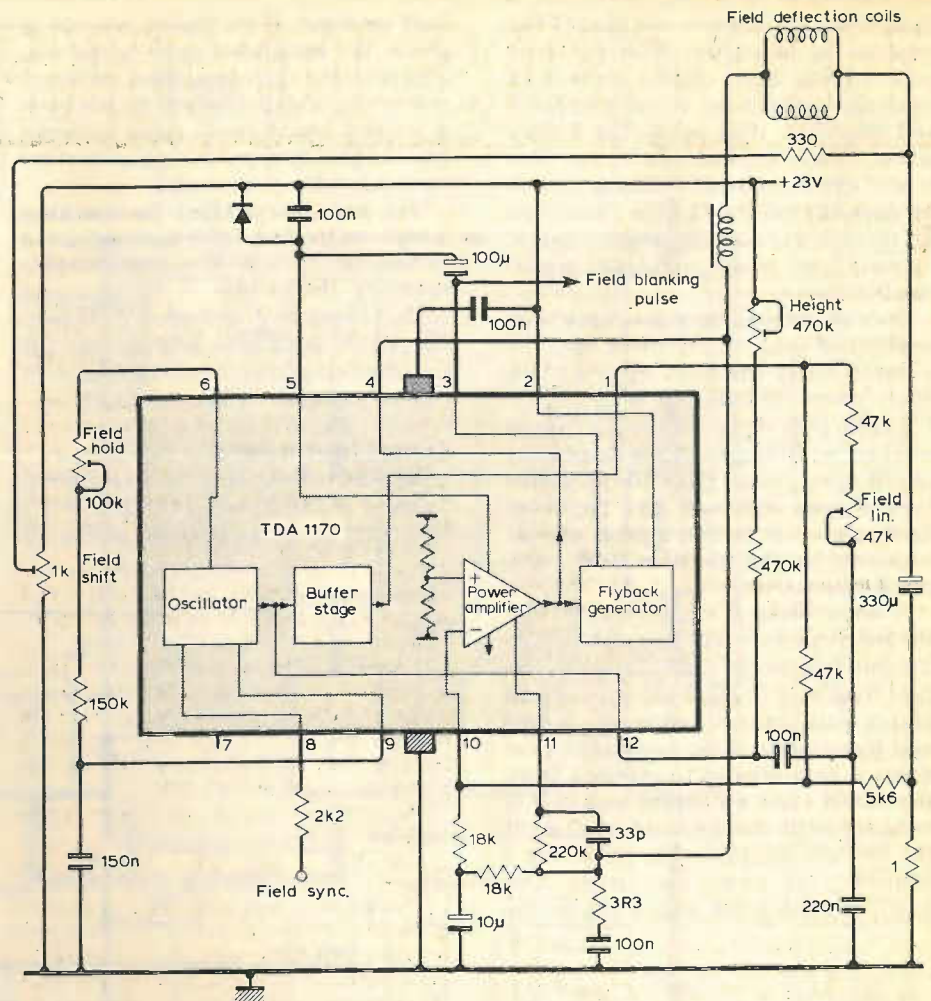 Field deflection coils
330
+23V
100n
100µ
Field blanking
pulse
100n
Height
470k
6
5
4
3
2
1
Field
hold
100k
47k
Field
lin.
47k
TDA 1170
1k
Field
shift
470k
Oscillator
Buffer
stage
+
Power
amplifier
−
Flyback
generator
330µ
150k
47k
7
8
9
10
11
12
100n
5k6
2k2
18k
220k
33p
150n
18k
1
Field sync.
10µ
3R3
220n
100n